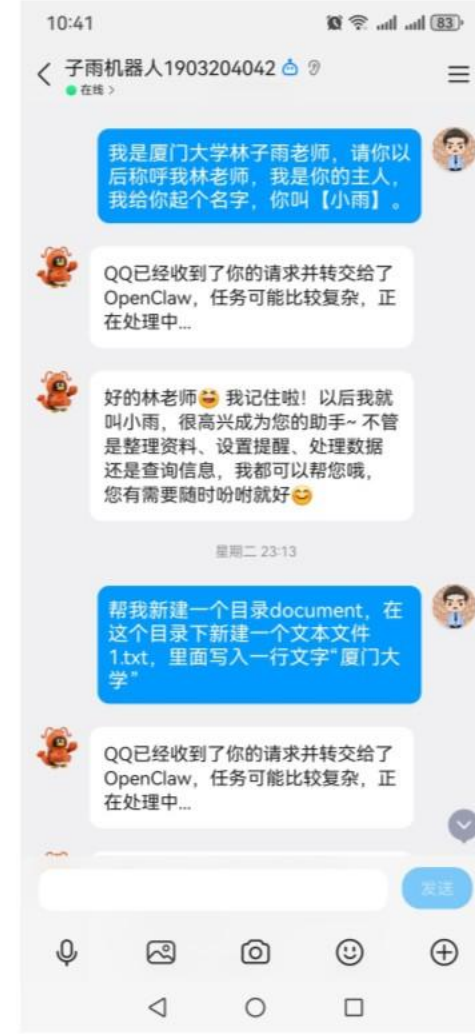 10:41
83
子雨机器人1903204042
在线 >
我是厦门大学林子雨老师，请你以
后称呼我林老师，我是你的主人，
我给你起个名字，你叫【小雨】。
QQ已经收到了你的请求并转交给了
OpenClaw，任务可能比较复杂，正
在处理中...
好的林老师😆 我记住啦！以后我就
叫小雨，很高兴成为您的助手~ 不管
是整理资料、设置提醒、处理数据
还是查询信息，我都可以帮您哦，
您有需要随时吩咐就好😊
星期二 23:13
帮我新建一个目录document，在
这个目录下新建一个文本文件
1.txt，里面写入一行文字“厦门大
学”
QQ已经收到了你的请求并转交给了
OpenClaw，任务可能比较复杂，正
在处理中...
发送